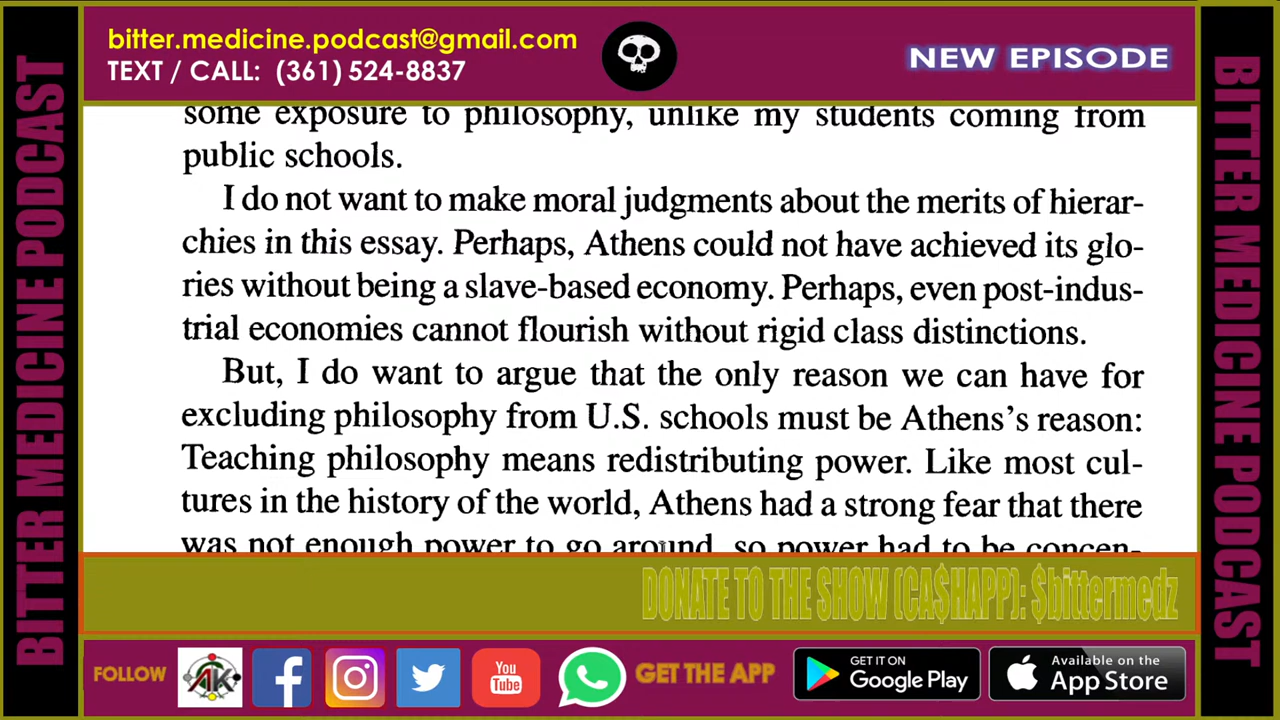 BITTER MEDICINE PODCAST
bitter.medicine.podcast@gmail.com
TEXT / CALL: (361) 524-8837
NEW EPISODE
some exposure to philosophy, unlike my students coming from
public schools.
I do not want to make moral judgments about the merits of hierar-
chies in this essay. Perhaps, Athens could not have achieved its glo-
ries without being a slave-based economy. Perhaps, even post-indus-
trial economies cannot flourish without rigid class distinctions.
But, I do want to argue that the only reason we can have for
excluding philosophy from U.S. schools must be Athens's reason:
Teaching philosophy means redistributing power. Like most cul-
tures in the history of the world, Athens had a strong fear that there
was not enough power to go around, so power had to be concen-
DONATE TO THE SHOW (CA$HAPP): $bittermedz
FOLLOW
ATK
You
Tube
GET THE APP
GET IT ON
Google Play
Available on the
App Store
BITTER MEDICINE PODCAST